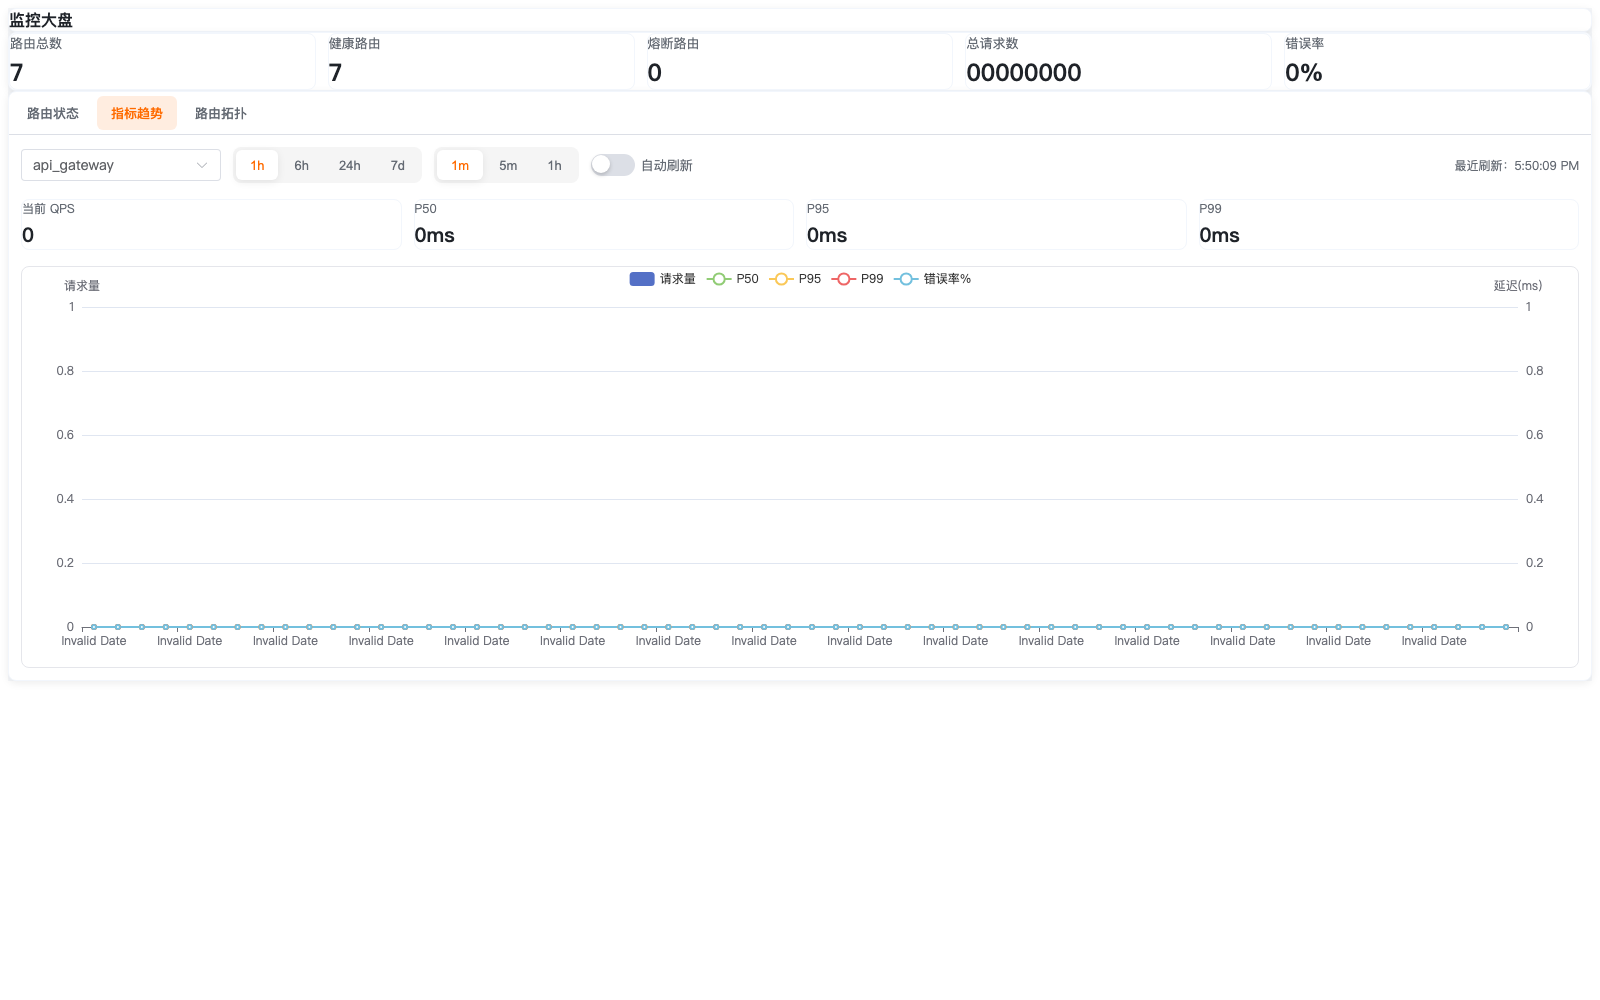 监控大盘
路由总数 健康路由 熔断路由 总请求数 错误率
7 7 0 00000000 0%
路由状态 指标趋势 路由拓扑
api_gateway 1h 6h 24h 7d 1m 5m 1h 自动刷新 最近刷新：5:50:09 PM
当前 QPS P50 P95 P99
0 0ms 0ms 0ms
请求量 P50 P95 P99 错误率%
请求量 延迟(ms)
1 1
0.8 0.8
0.6 0.6
0.4 0.4
0.2 0.2
0 0
Invalid Date Invalid Date Invalid Date Invalid Date Invalid Date Invalid Date Invalid Date Invalid Date Invalid Date Invalid Date Invalid Date Invalid Date Invalid Date Invalid Date Invalid Date